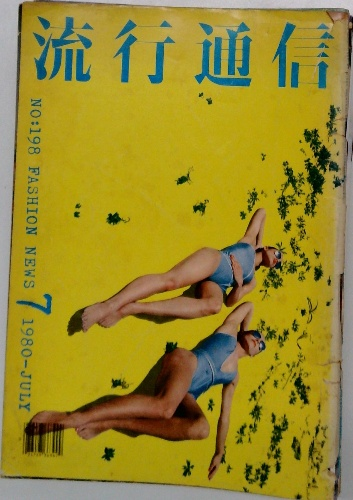 流行通信
NO:198 FASHION NEWS 7 1980-JULY